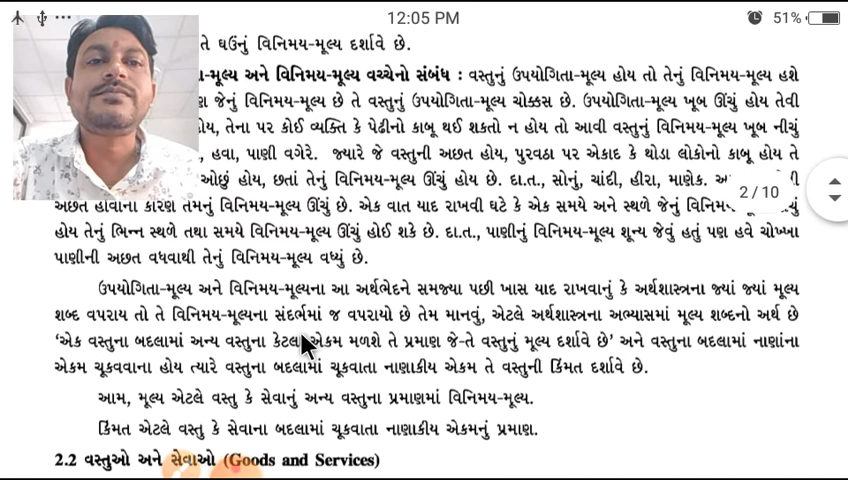 12:05 PM
51%
તે ઘઉંનું વિનિમય-મૂલ્ય દર્શાવે છે.
-મૂલ્ય અને વિનિમય-મૂલ્ય વચ્ચેનો સંબંધ : વસ્તુનું ઉપયોગિતા-મૂલ્ય હોય તો તેનું વિનિમય-મૂલ્ય હશે
જેનું વિનિમય-મૂલ્ય છે તે વસ્તુનું ઉપયોગિતા-મૂલ્ય ચોક્કસ છે. ઉપયોગિતા-મૂલ્ય ખૂબ ઊંચું હોય તેવી
હોય, તેના પર કોઈ વ્યક્તિ કે પેઢીનો કાબૂ થઈ શકતો ન હોય તો આવી વસ્તુનું વિનિમય-મૂલ્ય ખૂબ નીચું
, હવા, પાણી વગેરે. જ્યારે જે વસ્તુની અછત હોય, પુરવઠા પર એકાદ કે થોડા લોકોનો કાબૂ હોય તે
ઓછું હોય, છતાં તેનું વિનિમય-મૂલ્ય ઊંચું હોય છે. દા.ત., સોનું, ચાંદી, હીરા, માણેક.
2 / 10
અછત હોવાના કારણે તેમનું વિનિમય-મૂલ્ય ઊંચું છે. એક વાત યાદ રાખવી ઘટે કે એક સમયે અને સ્થળે જેનું
હોય તેનું ભિન્ન સ્થળે તથા સમયે વિનિમય-મૂલ્ય ઊંચું હોઈ શકે છે. દા.ત., પાણીનું વિનિમય-મૂલ્ય શૂન્ય જેવું હતું પણ હવે ચોખ્ખા
પાણીની અછત વધવાથી તેનું વિનિમય-મૂલ્ય વધ્યું છે.
ઉપયોગિતા-મૂલ્ય અને વિનિમય-મૂલ્યના આ અર્થભેદને સમજ્યા પછી ખાસ યાદ રાખવાનું કે અર્થશાસ્ત્રના જ્યાં જ્યાં મૂલ્ય
શબ્દ વપરાય તો તે વિનિમય-મૂલ્યના સંદર્ભમાં જ વપરાયો છે તેમ માનવું, એટલે અર્થશાસ્ત્રના અભ્યાસમાં મૂલ્ય શબ્દનો અર્થ છે
‘એક વસ્તુના બદલામાં અન્ય વસ્તુના કેટલા એકમ મળશે તે પ્રમાણ જે-તે વસ્તુનું મૂલ્ય દર્શાવે છે’ અને વસ્તુના બદલામાં નાણાંના
એકમ ચૂકવવાના હોય ત્યારે વસ્તુના બદલામાં ચૂકવાતા નાણાકીય એકમ તે વસ્તુની કિંમત દર્શાવે છે.
આમ, મૂલ્ય એટલે વસ્તુ કે સેવાનું અન્ય વસ્તુના પ્રમાણમાં વિનિમય-મૂલ્ય.
કિંમત એટલે વસ્તુ કે સેવાના બદલામાં ચૂકવાતા નાણાકીય એકમનું પ્રમાણ.
2.2 વસ્તુઓ અને સેવાઓ (Goods and Services)